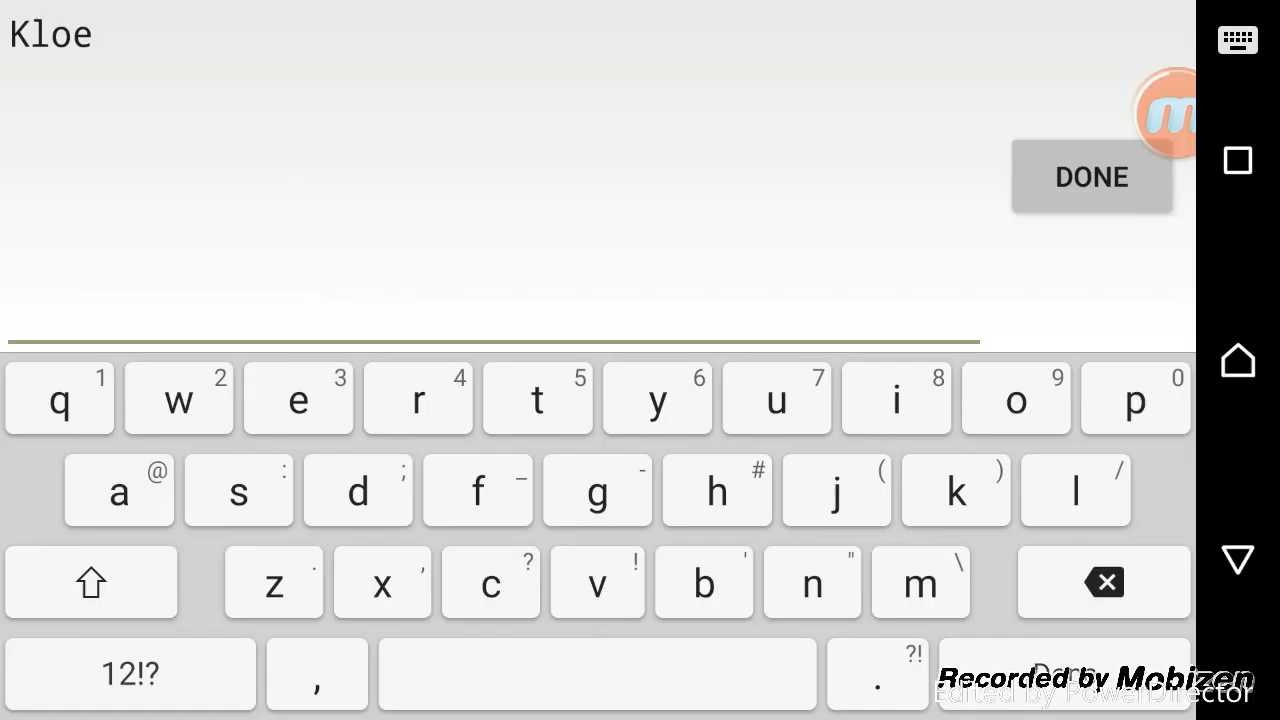 Kloe
m
DONE
q 1 w 2 e 3 r 4 t 5 y 6 u 7 i 8 o 9 p 0
a @ s : d ; f _ g - h # j ( k ) l /
z . x , c ? v ! b ' n " m \
12!? , . ?! Done
Recorded by Mobizen
Edited by PowerDirector